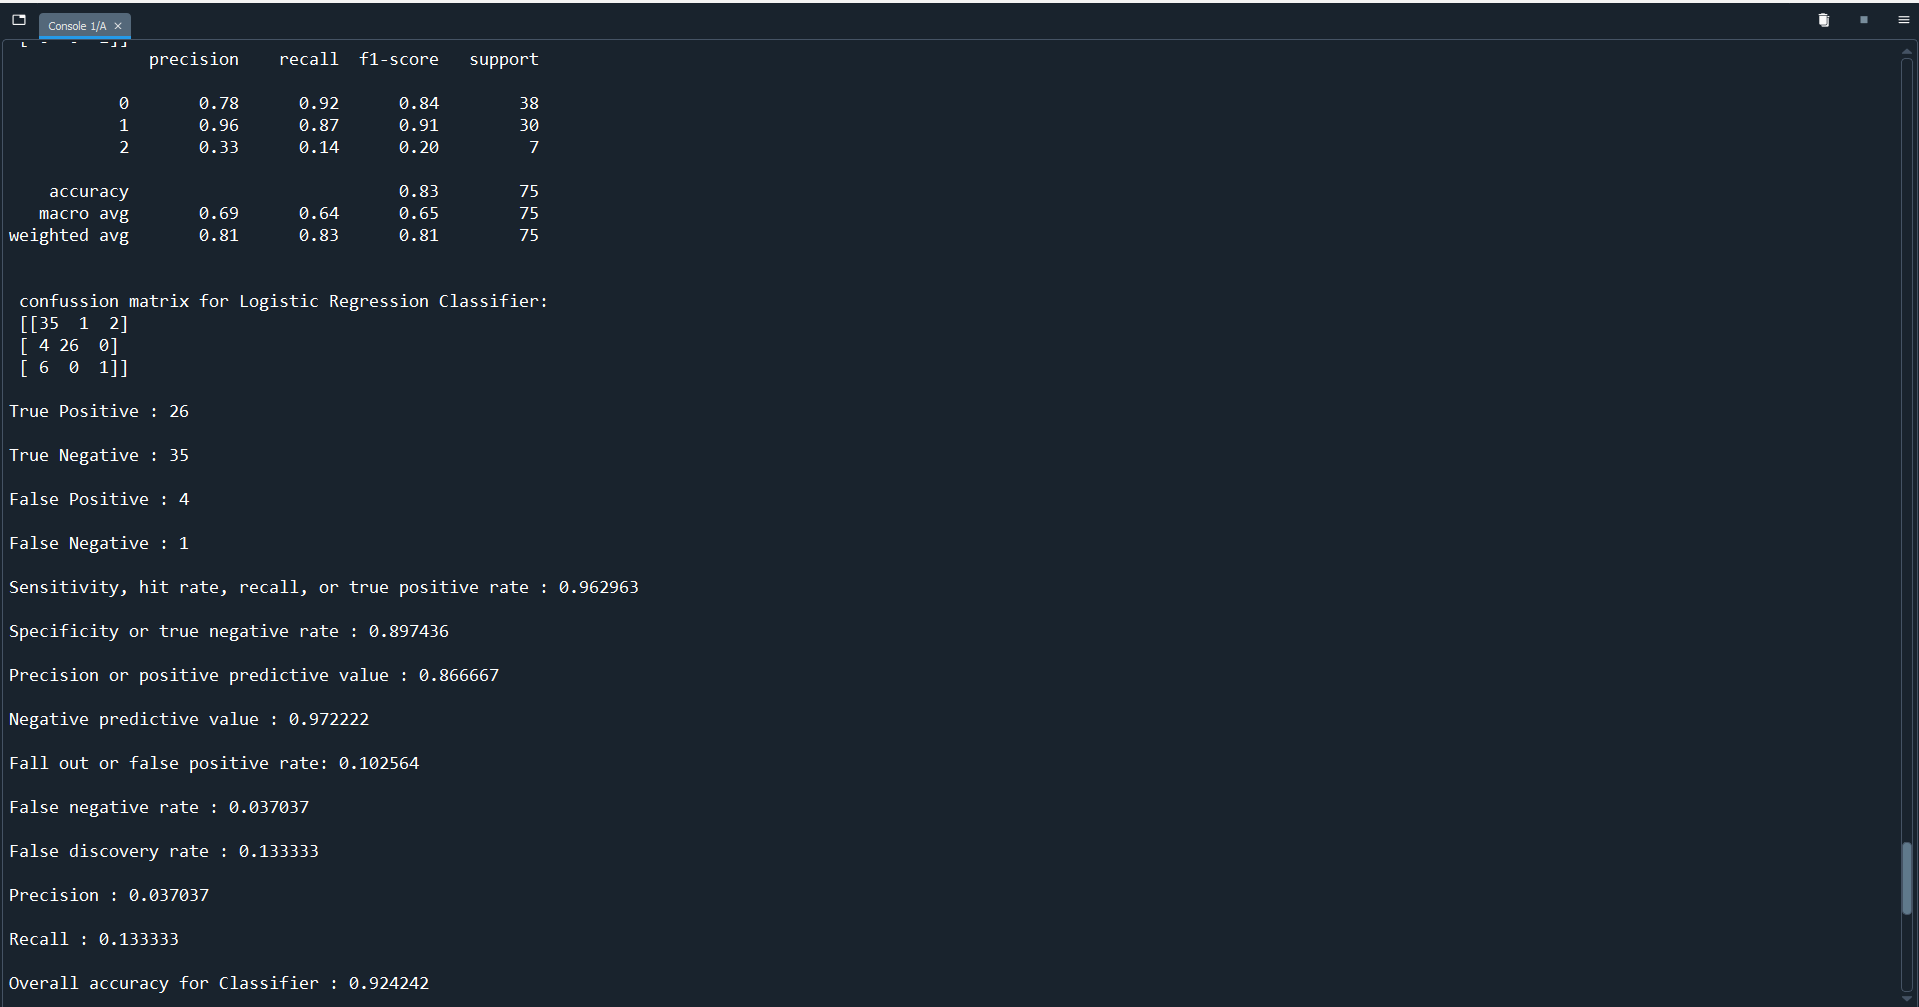 Console 1/A ×
precision recall f1-score support
0 0.78 0.92 0.84 38
1 0.96 0.87 0.91 30
2 0.33 0.14 0.20 7
accuracy 0.83 75
macro avg 0.69 0.64 0.65 75
weighted avg 0.81 0.83 0.81 75
confussion matrix for Logistic Regression Classifier:
[[35 1 2]
[ 4 26 0]
[ 6 0 1]]
True Positive : 26
True Negative : 35
False Positive : 4
False Negative : 1
Sensitivity, hit rate, recall, or true positive rate : 0.962963
Specificity or true negative rate : 0.897436
Precision or positive predictive value : 0.866667
Negative predictive value : 0.972222
Fall out or false positive rate: 0.102564
False negative rate : 0.037037
False discovery rate : 0.133333
Precision : 0.037037
Recall : 0.133333
Overall accuracy for Classifier : 0.924242